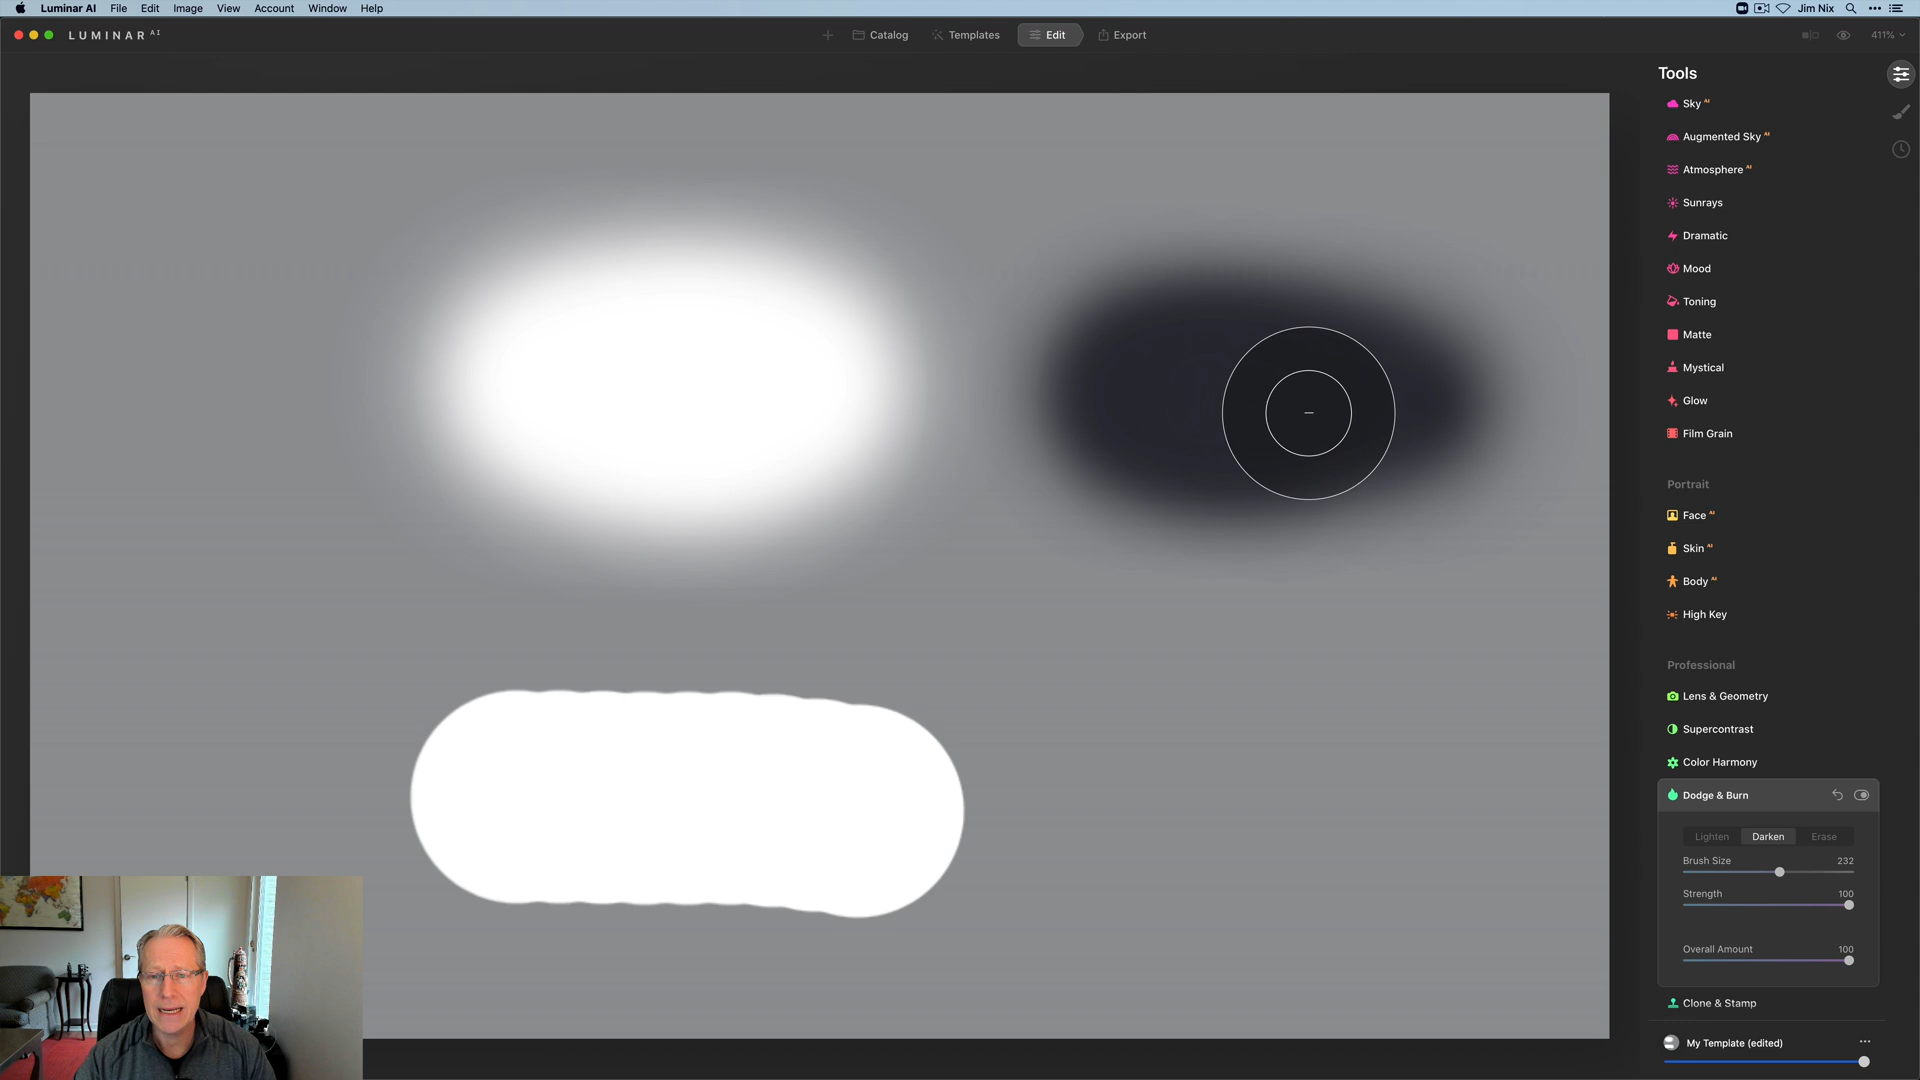 Luminar AI File Edit Image View Account Window Help Jim Nix
LUMINAR AI Catalog Templates Edit Export 411%
Tools
Sky AI
Augmented Sky AI
Atmosphere AI
Sunrays
Dramatic
Mood
Toning
Matte
Mystical
Glow
Film Grain
Portrait
Face AI
Skin AI
Body AI
High Key
Professional
Lens & Geometry
Supercontrast
Color Harmony
Dodge & Burn
Lighten Darken Erase
Brush Size 232
Strength 100
Overall Amount 100
Clone & Stamp
My Template (edited)